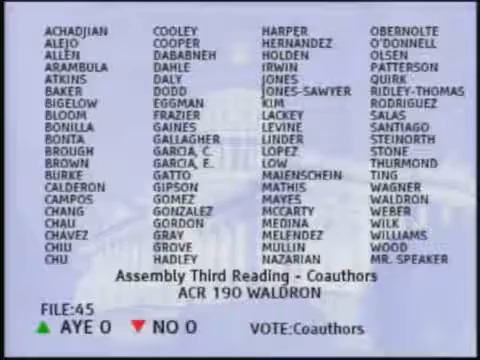 ACHADJIAN COOLEY HARPER OBERNOLTE
ALEJO COOPER HERNANDEZ O'DONNELL
ALLEN DABABNEH HOLDEN OLSEN
ARAMBULA DAHLE IRWIN PATTERSON
ATKINS DALY JONES QUIRK
BAKER DODD JONES-SAWYER RIDLEY-THOMAS
BIGELOW EGGMAN KIM RODRIGUEZ
BLOOM FRAZIER LACKEY SALAS
BONILLA GAINES LEVINE SANTIAGO
BONTA GALLAGHER LINDER STEINORTH
BROUGH GARCIA, C. LOPEZ STONE
BROWN GARCIA, E. LOW THURMOND
BURKE GATTO MAIENSCHEIN TING
CALDERON GIPSON MATHIS WAGNER
CAMPOS GOMEZ MAYES WALDRON
CHANG GONZALEZ MCCARTY WEBER
CHAU GORDON MEDINA WILK
CHAVEZ GRAY MELENDEZ WILLIAMS
CHIU GROVE MULLIN WOOD
CHU HADLEY NAZARIAN MR. SPEAKER
Assembly Third Reading - Coauthors
ACR 190 WALDRON
FILE:45
AYE 0 NO 0 VOTE:Coauthors